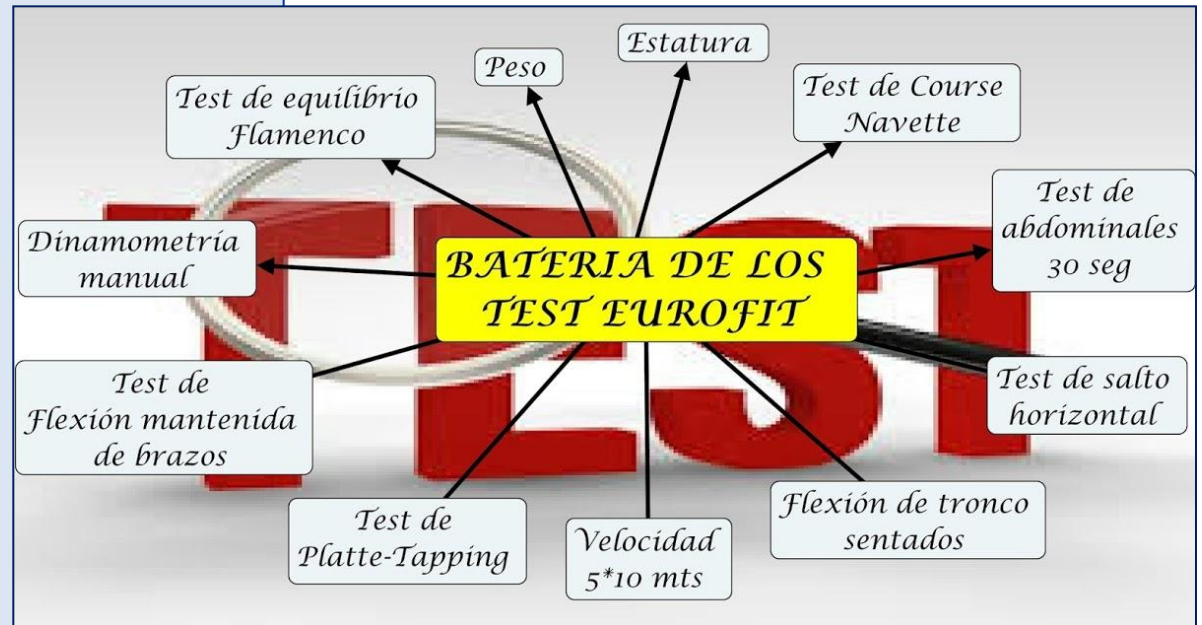 Estatura
Peso
Test de equilibrio
Flamenco
Test de Course
Navette
Test de
abdominales
30 seg
Dinamometría
manual
BATERIA DE LOS
TEST EUROFIT
Test de
Flexión mantenida
de brazos
Test de salto
horizontal
Test de
Platte-Tapping
Velocidad
5*10 mts
Flexión de tronco
sentados
TEST